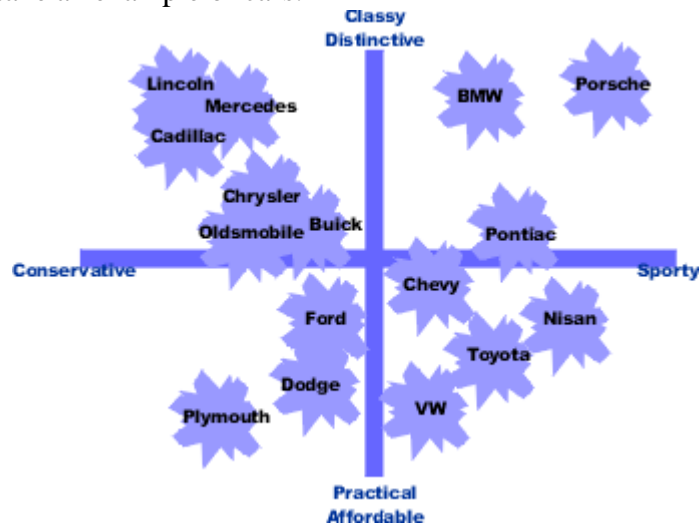 Classy
Distinctive
Lincoln
Mercedes
BMW
Porsche
Cadillac
Chrysler
Oldsmobile
Buick
Pontiac
Conservative
Sporty
Chevy
Ford
Nisan
Toyota
Dodge
Plymouth
VW
Practical
Affordable